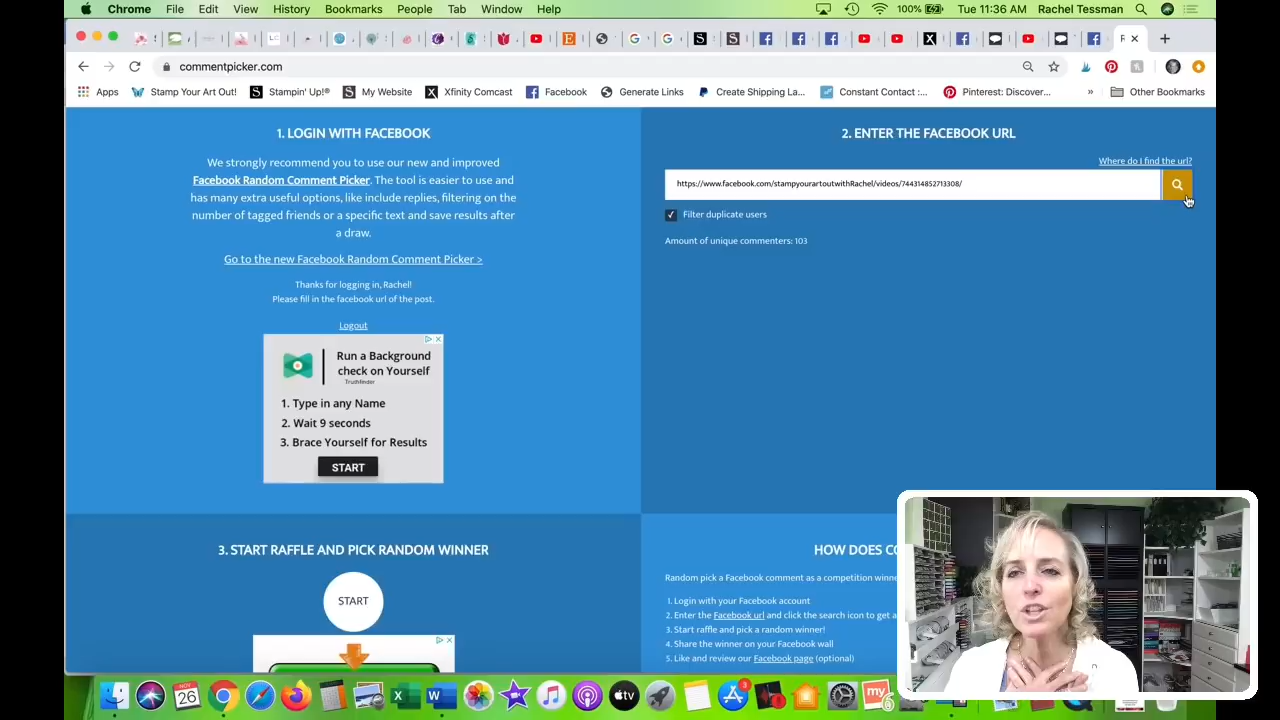 Chrome File Edit View History Bookmarks People Tab Window Help 100% Tue 11:36 AM Rachel Tessman
commentpicker.com
Apps Stamp Your Art Out! Stampin' Up!® My Website Xfinity Comcast Facebook Generate Links Create Shipping La... Constant Contact :... Pinterest: Discover... » Other Bookmarks
1. LOGIN WITH FACEBOOK
We strongly recommend you to use our new and improved
Facebook Random Comment Picker. The tool is easier to use and
has many extra useful options, like include replies, filtering on the
number of tagged friends or a specific text and save results after
a draw.
Go to the new Facebook Random Comment Picker >
Thanks for logging in, Rachel!
Please fill in the facebook url of the post.
Logout
Run a Background
check on Yourself
Truthfinder
1. Type in any Name
2. Wait 9 seconds
3. Brace Yourself for Results
START
2. ENTER THE FACEBOOK URL
Where do I find the url?
https://www.facebook.com/stampyourartoutwithRachel/videos/744314852713308/
Filter duplicate users
Amount of unique commenters: 103
3. START RAFFLE AND PICK RANDOM WINNER
START
HOW DOES CO
Random pick a Facebook comment as a competition winne
1. Login with your Facebook account
2. Enter the Facebook url and click the search icon to get a
3. Start raffle and pick a random winner!
4. Share the winner on your Facebook wall
5. Like and review our Facebook page (optional)
NOV
26
3
my
6